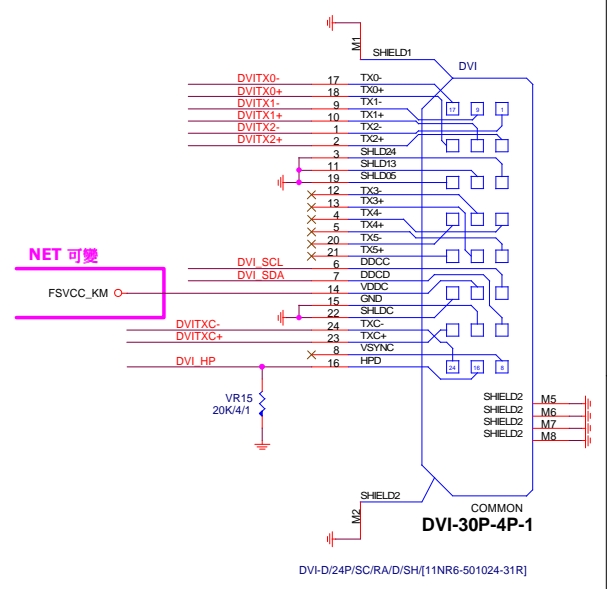 M1
SHIELD1
DVI
DVITX0- 17 TX0-
DVITX0+ 18 TX0+
DVITX1- 9 TX1-
DVITX1+ 10 TX1+
DVITX2- 1 TX2-
DVITX2+ 2 TX2+
3 SHLD24
11 SHLD13
19 SHLD05
12 TX3-
13 TX3+
4 TX4-
5 TX4+
20 TX5-
21 TX5+
DVI_SCL 6 DDCC
DVI_SDA 7 DDCD
14 VDDC
15 GND
22 SHLDC
DVITXC- 24 TXC-
DVITXC+ 23 TXC+
8 VSYNC
DVI_HP 16 HPD
17 9 1
24 16 8
NET 可變
FSVCC_KM
VR15
20K/4/1
SHIELD2 M5
SHIELD2 M6
SHIELD2 M7
SHIELD2 M8
SHIELD2
M2
COMMON
DVI-30P-4P-1
DVI-D/24P/SC/RA/D/SH/[11NR6-501024-31R]